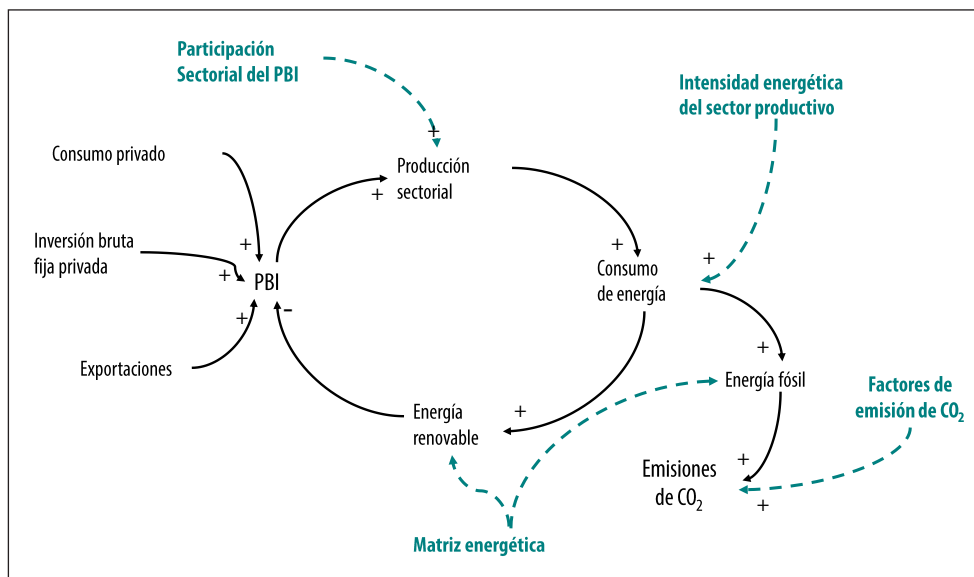 Participación
Sectorial del PBI
Intensidad energética
del sector productivo
+
Consumo privado
Producción
sectorial
+
+
+
+
Inversión bruta
fija privada
+
PBI
Consumo
de energía
+
-
+
+
Exportaciones
Energía fósil
Factores de
emisión de CO2
Energía
renovable
+
+
Emisiones
de CO2
+
Matriz energética